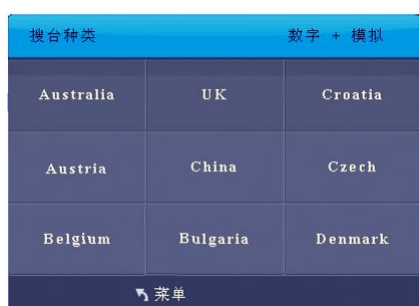 搜台种类 数字 + 模拟
Australia UK Croatia
Austria China Czech
Belgium Bulgaria Denmark
菜单